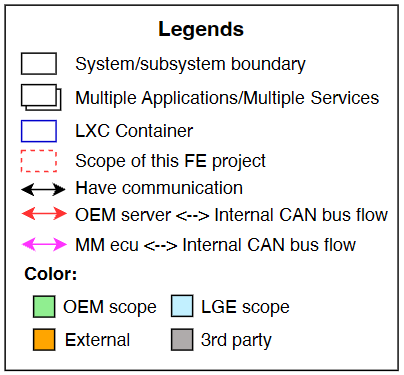 Legends
System/subsystem boundary
Multiple Applications/Multiple Services
LXC Container
Scope of this FE project
Have communication
OEM server <--> Internal CAN bus flow
MM ecu <--> Internal CAN bus flow
Color:
OEM scope LGE scope
External 3rd party